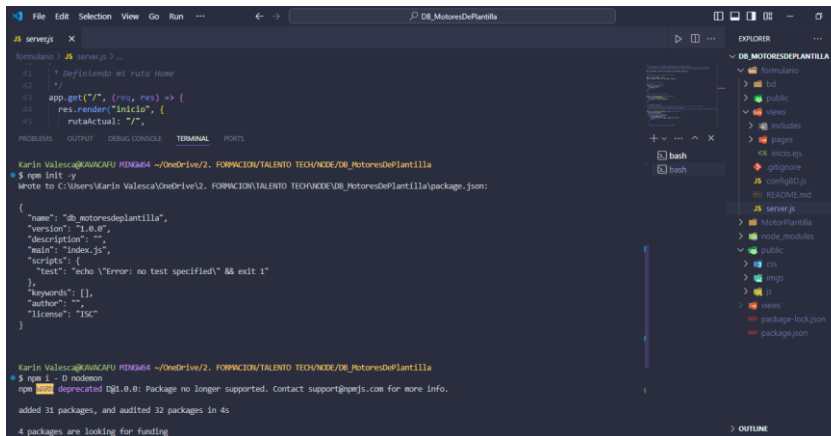 File Edit Selection View Go Run ··· ← → DB_MotoresDePlantilla
JS server.js × EXPLORER ···
formulario > JS server.js > ...
41 * Definiendo mi ruta Home
42 */
43 app.get("/", (req, res) => {
44 res.render("inicio", {
45 rutaActual: "/",
PROBLEMS OUTPUT DEBUG CONSOLE TERMINAL PORTS
Karin Valesca@KAVACAFU MINGW64 ~/OneDrive/2. FORMACION/TALENTO TECH/NODE/DB_MotoresDePlantilla
$ npm init -y
Wrote to C:\Users\Karin Valesca\OneDrive\2. FORMACION\TALENTO TECH\NODE\DB_MotoresDePlantilla\package.json:
{
"name": "db_motoresdeplantilla",
"version": "1.0.0",
"description": "",
"main": "index.js",
"scripts": {
"test": "echo \"Error: no test specified\" && exit 1"
},
"keywords": [],
"author": "",
"license": "ISC"
}
Karin Valesca@KAVACAFU MINGW64 ~/OneDrive/2. FORMACION/TALENTO TECH/NODE/DB_MotoresDePlantilla
$ npm i - D nodemon
npm WARN deprecated D@1.0.0: Package no longer supported. Contact support@npmjs.com for more info.
added 31 packages, and audited 32 packages in 4s
4 packages are looking for funding
bash
bash
DB_MOTORESDEPLANTILLA
formulario
bd
public
views
includes
pages
<% inicio.ejs
.gitignore
JS configBD.js
README.md
JS server.js
MotorPlantilla
node_modules
public
css
imgs
js
views
package-lock.json
package.json
OUTLINE